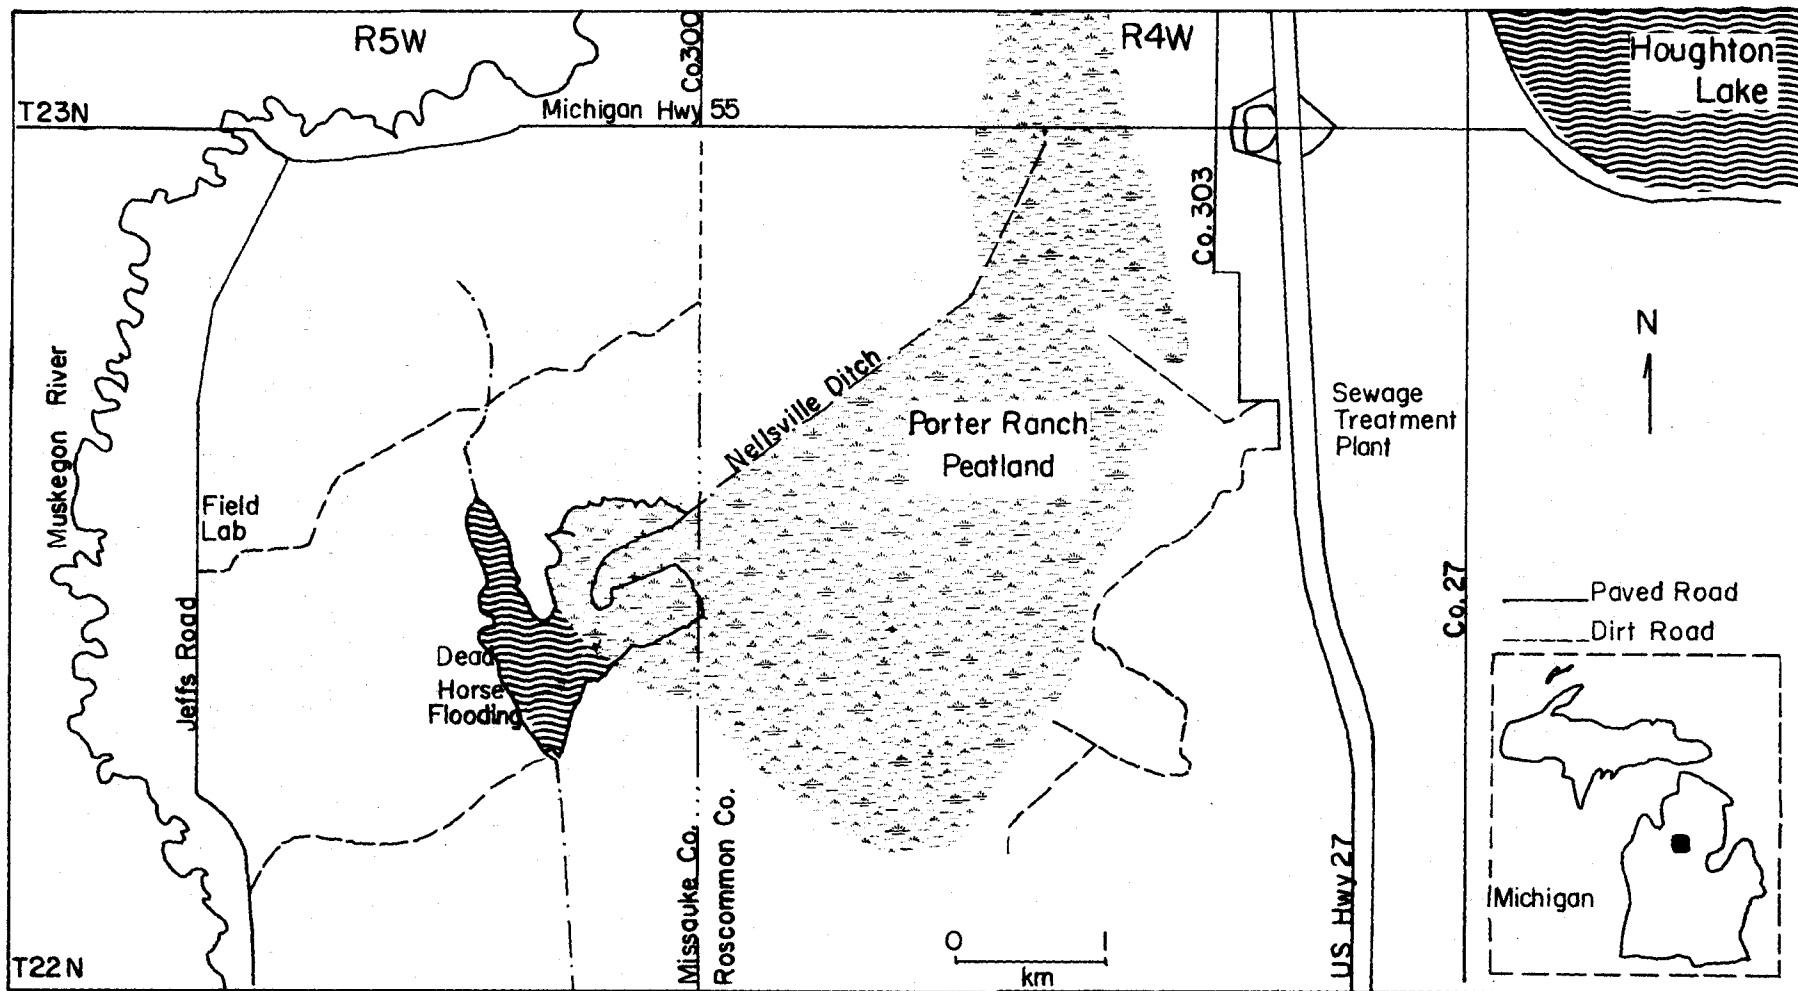 R5W
Co.300
R4W
Houghton
Lake
T23N
Michigan Hwy 55
Co. 303
N
Muskegon River
Nellsville Ditch
Sewage
Treatment
Plant
Porter Ranch
Peatland
Field
Lab
Jeffs Road
Co. 27
Paved Road
Dirt Road
Dead
Horse
Flooding
Missauke Co.
Roscommon Co.
US Hwy 27
Michigan
0 1
km
T22N